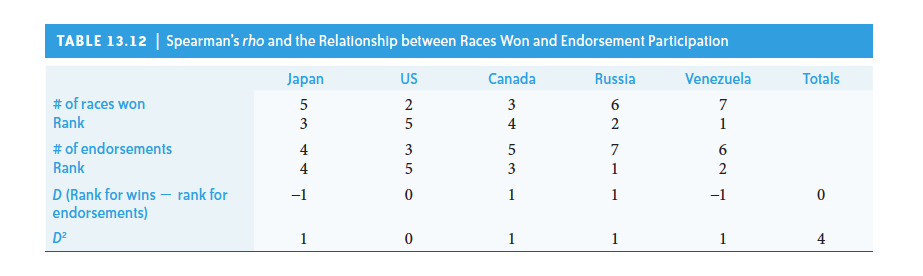 TABLE 13.12 | Spearman's rho and the Relationship between Races Won and Endorsement Participation
Japan US Canada Russia Venezuela Totals
# of races won 5 2 3 6 7
Rank 3 5 4 2 1
# of endorsements 4 3 5 7 6
Rank 4 5 3 1 2
D (Rank for wins — rank for −1 0 1 1 −1 0
endorsements)
D² 1 0 1 1 1 4